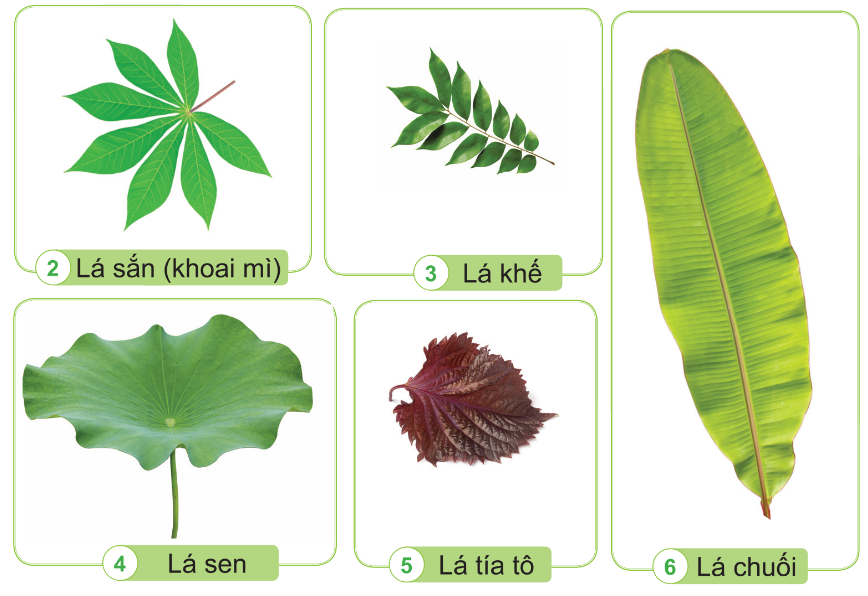 2 Lá sắn (khoai mì)
3 Lá khế
4 Lá sen
5 Lá tía tô
6 Lá chuối